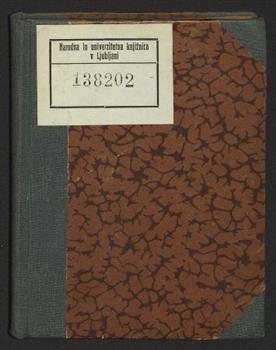 Narodna in univerzitetna knjižnica
v Ljubljani
138202